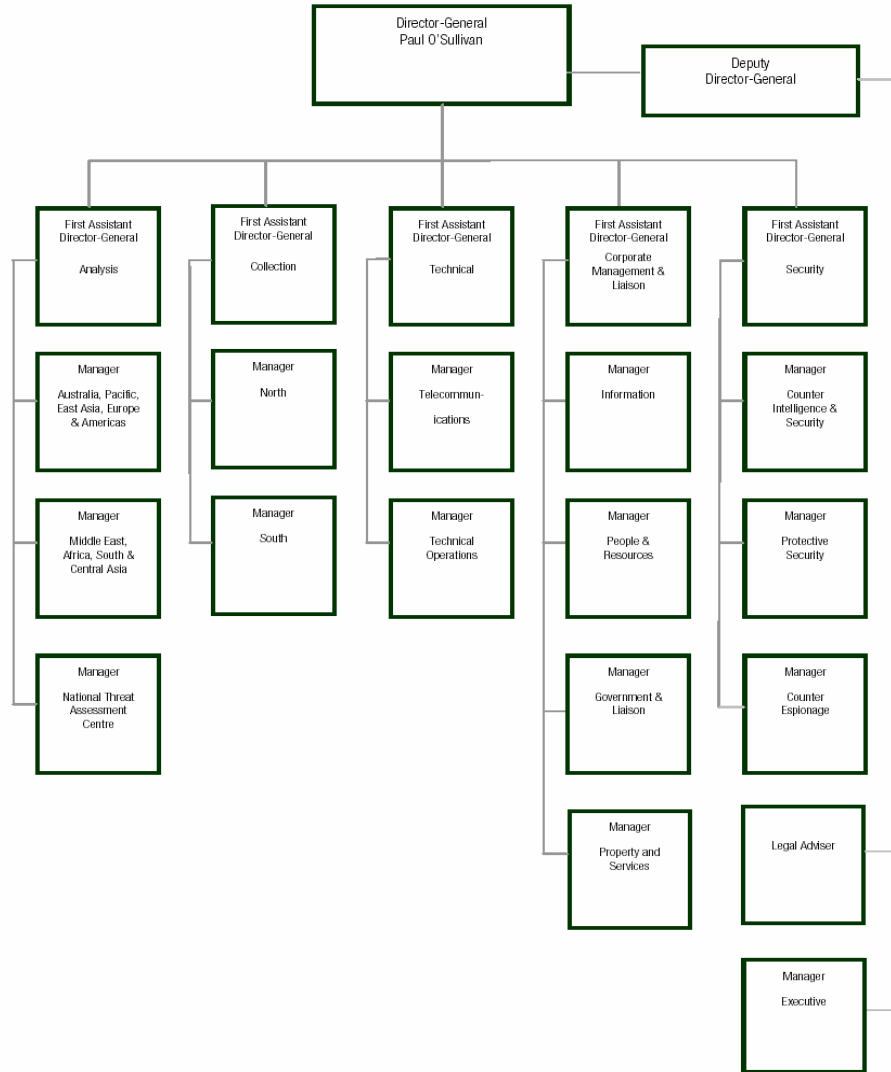 Director-General
Paul O'Sullivan
Deputy
Director-General
First Assistant
Director-General
Analysis
First Assistant
Director-General
Collection
First Assistant
Director-General
Technical
First Assistant
Director-General
Corporate
Management &
Liaison
First Assistant
Director-General
Security
Manager
Australia, Pacific,
East Asia, Europe
& Americas
Manager
North
Manager
Telecommun-
ications
Manager
Information
Manager
Counter
Intelligence &
Security
Manager
Middle East,
Africa, South &
Central Asia
Manager
South
Manager
Technical
Operations
Manager
People &
Resources
Manager
Protective
Security
Manager
National Threat
Assessment
Centre
Manager
Government &
Liaison
Manager
Counter
Espionage
Manager
Property and
Services
Legal Adviser
Manager
Executive